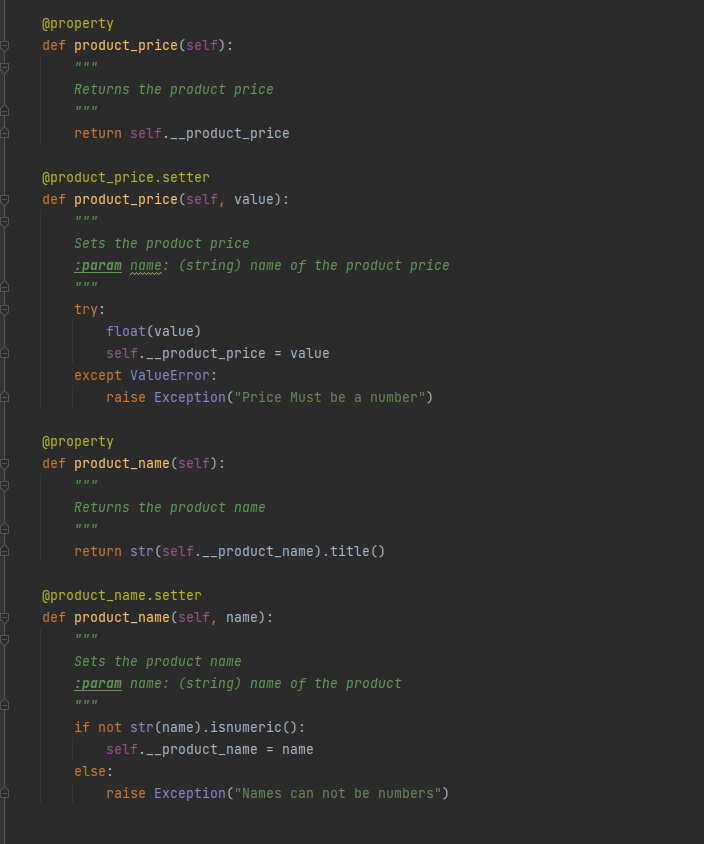 @property
def product_price(self):
"""
Returns the product price
"""
return self.__product_price
@product_price.setter
def product_price(self, value):
"""
Sets the product price
:param name: (string) name of the product price
"""
try:
float(value)
self.__product_price = value
except ValueError:
raise Exception("Price Must be a number")
@property
def product_name(self):
"""
Returns the product name
"""
return str(self.__product_name).title()
@product_name.setter
def product_name(self, name):
"""
Sets the product name
:param name: (string) name of the product
"""
if not str(name).isnumeric():
self.__product_name = name
else:
raise Exception("Names can not be numbers")